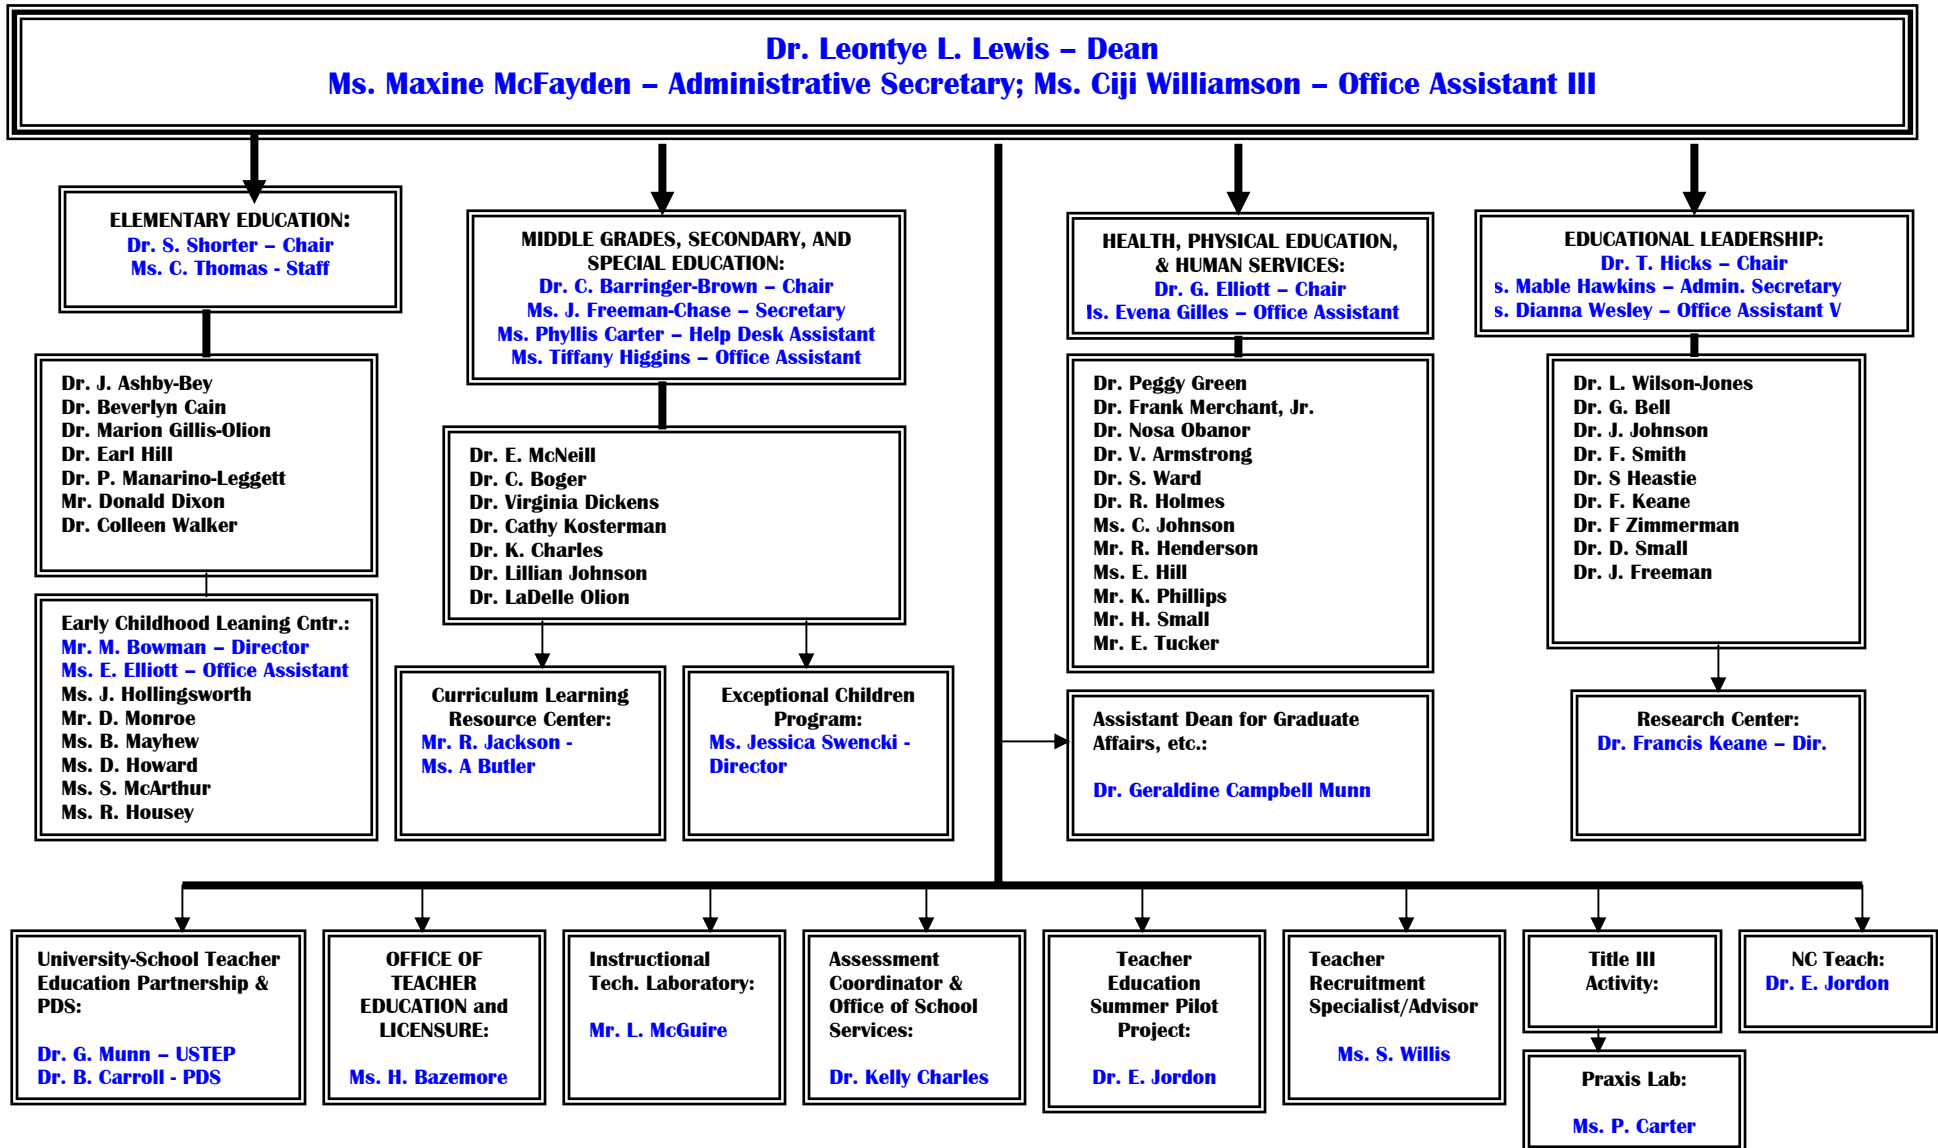 Dr. Leontye L. Lewis – Dean
Ms. Maxine McFayden – Administrative Secretary; Ms. Ciji Williamson – Office Assistant III
ELEMENTARY EDUCATION:
Dr. S. Shorter – Chair
Ms. C. Thomas - Staff
MIDDLE GRADES, SECONDARY, AND
SPECIAL EDUCATION:
Dr. C. Barringer-Brown – Chair
Ms. J. Freeman-Chase – Secretary
Ms. Phyllis Carter – Help Desk Assistant
Ms. Tiffany Higgins – Office Assistant
HEALTH, PHYSICAL EDUCATION,
& HUMAN SERVICES:
Dr. G. Elliott – Chair
Is. Evena Gilles – Office Assistant
EDUCATIONAL LEADERSHIP:
Dr. T. Hicks – Chair
s. Mable Hawkins – Admin. Secretary
s. Dianna Wesley – Office Assistant V
Dr. J. Ashby-Bey
Dr. Beverlyn Cain
Dr. Marion Gillis-Olion
Dr. Earl Hill
Dr. P. Manarino-Leggett
Mr. Donald Dixon
Dr. Colleen Walker
Dr. E. McNeill
Dr. C. Boger
Dr. Virginia Dickens
Dr. Cathy Kosterman
Dr. K. Charles
Dr. Lillian Johnson
Dr. LaDelle Olion
Dr. Peggy Green
Dr. Frank Merchant, Jr.
Dr. Nosa Obanor
Dr. V. Armstrong
Dr. S. Ward
Dr. R. Holmes
Ms. C. Johnson
Mr. R. Henderson
Ms. E. Hill
Mr. K. Phillips
Mr. H. Small
Mr. E. Tucker
Dr. L. Wilson-Jones
Dr. G. Bell
Dr. J. Johnson
Dr. F. Smith
Dr. S Heastie
Dr. F. Keane
Dr. F Zimmerman
Dr. D. Small
Dr. J. Freeman
Early Childhood Leaning Cntr.:
Mr. M. Bowman – Director
Ms. E. Elliott – Office Assistant
Ms. J. Hollingsworth
Mr. D. Monroe
Ms. B. Mayhew
Ms. D. Howard
Ms. S. McArthur
Ms. R. Housey
Curriculum Learning
Resource Center:
Mr. R. Jackson -
Ms. A Butler
Exceptional Children
Program:
Ms. Jessica Swencki -
Director
Assistant Dean for Graduate
Affairs, etc.:
Dr. Geraldine Campbell Munn
Research Center:
Dr. Francis Keane – Dir.
University-School Teacher
Education Partnership &
PDS:
Dr. G. Munn – USTEP
Dr. B. Carroll - PDS
OFFICE OF
TEACHER
EDUCATION and
LICENSURE:
Ms. H. Bazemore
Instructional
Tech. Laboratory:
Mr. L. McGuire
Assessment
Coordinator &
Office of School
Services:
Dr. Kelly Charles
Teacher
Education
Summer Pilot
Project:
Dr. E. Jordon
Teacher
Recruitment
Specialist/Advisor
Ms. S. Willis
Title III
Activity:
Praxis Lab:
Ms. P. Carter
NC Teach:
Dr. E. Jordon